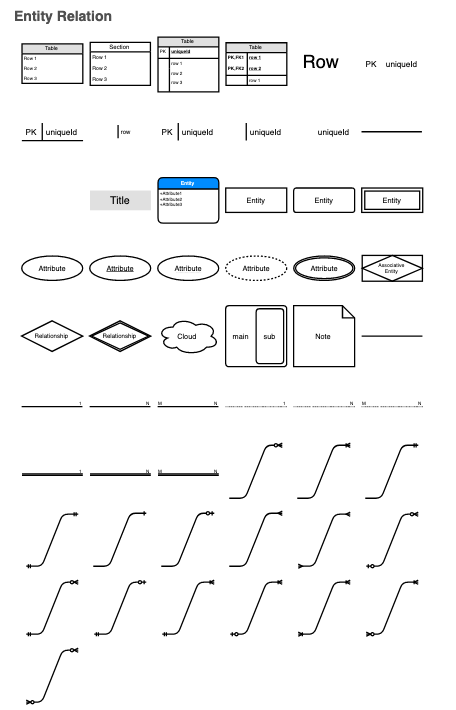 Entity Relation
Table
Row 1
Row 2
Row 3
Section
Row 1
Row 2
Row 3
Table
PK uniqueId
row 1
row 2
row 3
Table
PK,FK1 row 1
PK,FK2 row 2
row 1
Row
PK uniqueId
PK uniqueId
row
PK uniqueId
uniqueId
uniqueId
Title
Entity
+Attribute1
+Attribute2
+Attribute3
Entity
Entity
Entity
Attribute
Attribute
Attribute
Attribute
Attribute
Associative
Entity
Relationship
Relationship
Cloud
main sub
Note
1
N
M N
1
N
M N
1
N
M N